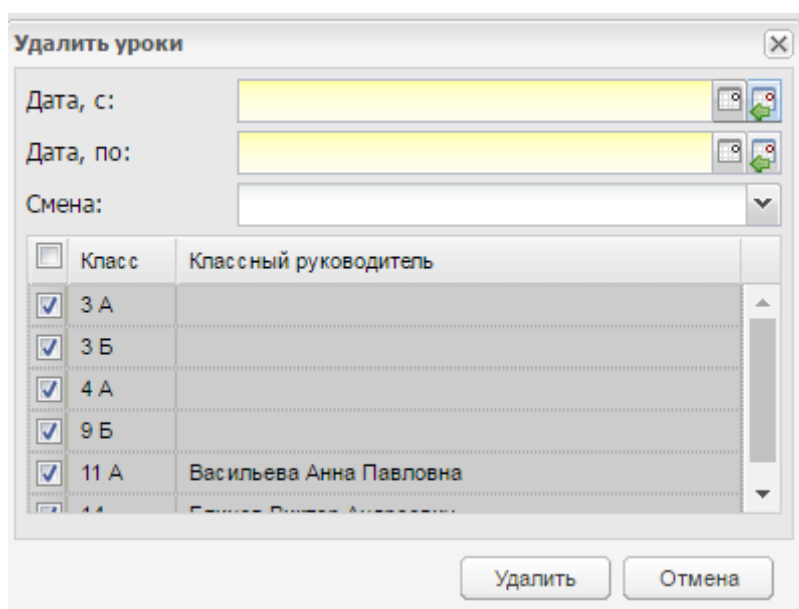 Удалить уроки
Дата, с:
Дата, по:
Смена:
Класс Классный руководитель
3 А
3 Б
4 А
9 Б
11 А Васильева Анна Павловна
Удалить Отмена